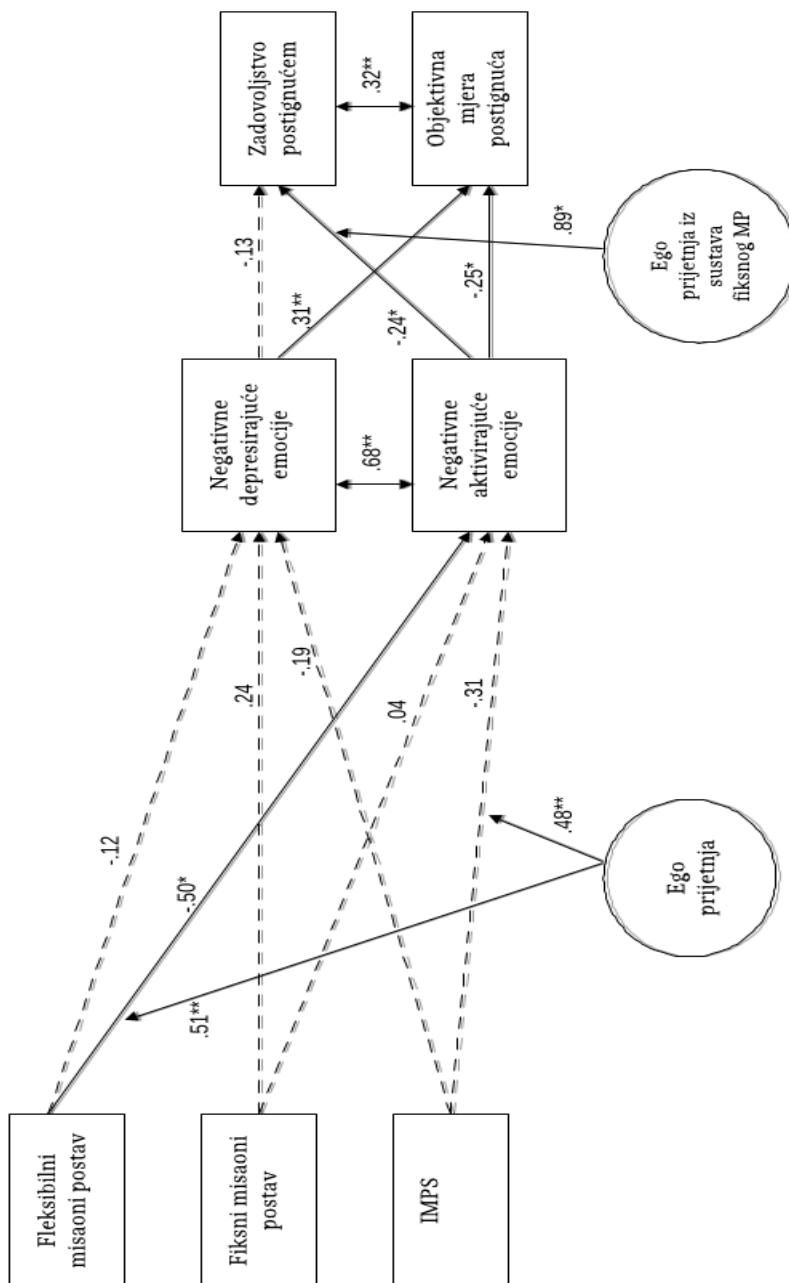 Fleksibilni
misaoni postav
Fiksni misaoni
postav
IMPS
-.12
-.50*
.51**
.24
.04
-.19
-.31
.48**
Ego
prijetnja
Negativne
depresirajuće
emocije
.68**
Negativne
aktivirajuće
emocije
-.13
.31**
-.24*
-.25*
.89*
Ego
prijetnja iz
sustava
fiksnog MP
Zadovoljstvo
postignućem
.32**
Objektivna
mjera
postignuća